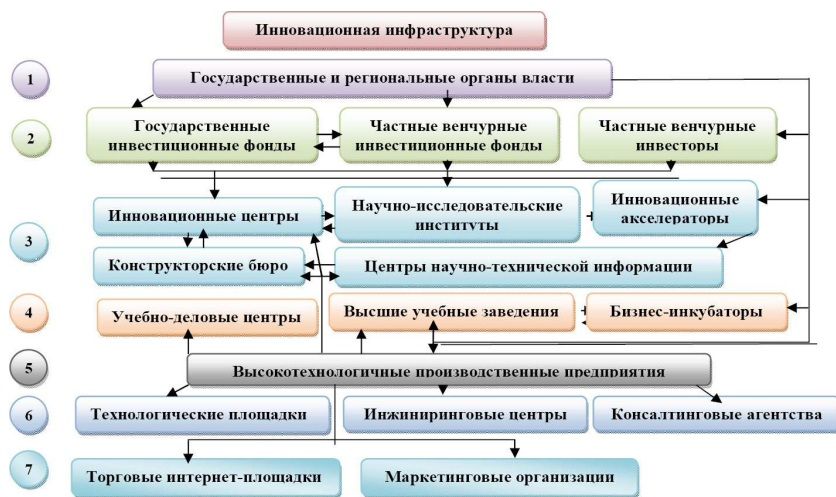 Инновационная инфраструктура
1
Государственные и региональные органы власти
2
Государственные
инвестиционные фонды
Частные венчурные
инвестиционные фонды
Частные венчурные
инвесторы
3
Инновационные центры
Научно-исследовательские
институты
Инновационные
акселераторы
Конструкторские бюро
Центры научно-технической информации
4
Учебно-деловые центры
Высшие учебные заведения
Бизнес-инкубаторы
5
Высокотехнологичные производственные предприятия
6
Технологические площадки
Инжиниринговые центры
Консалтинговые агентства
7
Торговые интернет-площадки
Маркетинговые организации